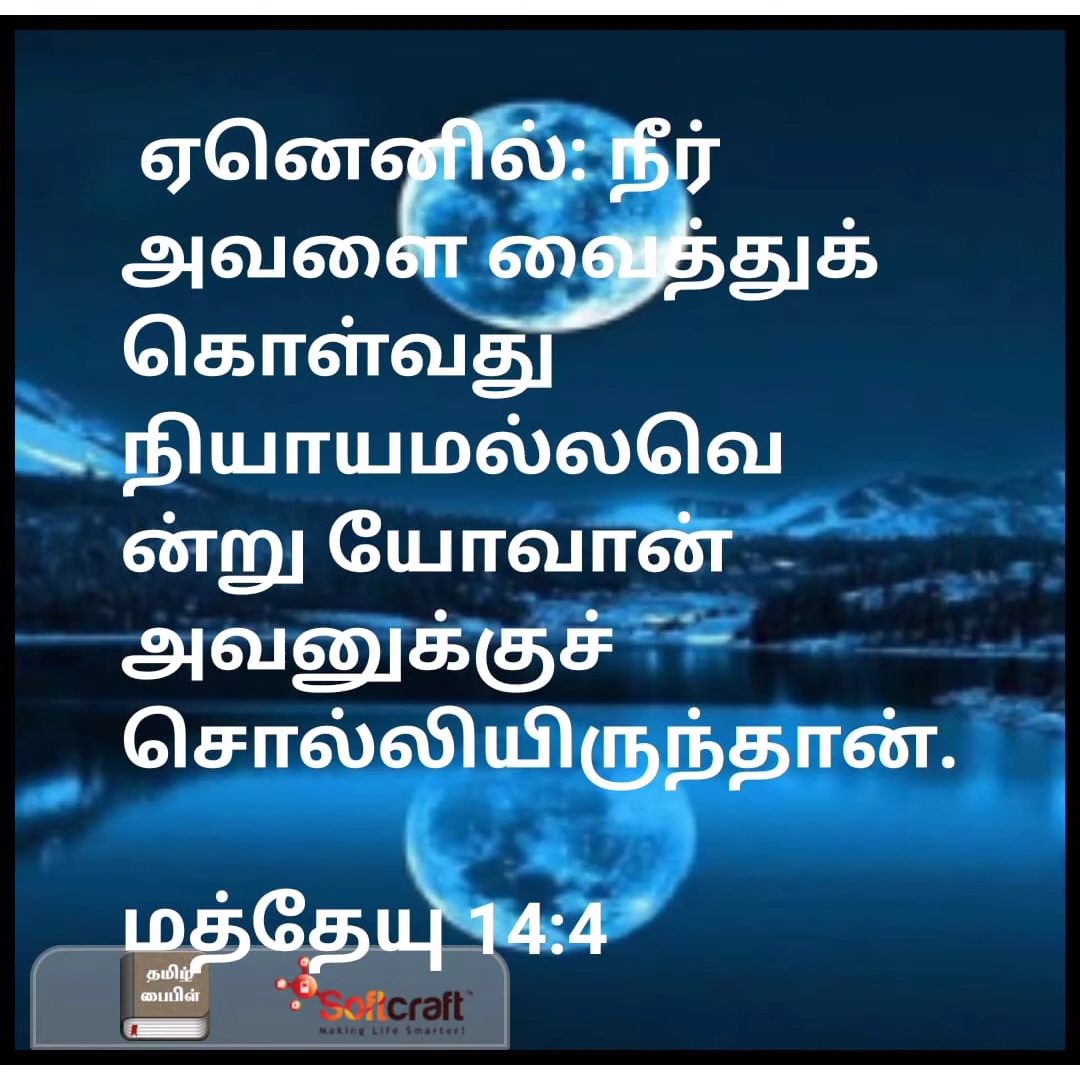 ஏனெனில்: நீர்
அவளை வைத்துக்
கொள்வது
நியாயமல்லவெ
ன்று யோவான்
அவனுக்குச்
சொல்லியிருந்தான்.
மத்தேயு 14:4
தமிழ்
பைபிள்
Softcraft
Making Life Smarter!